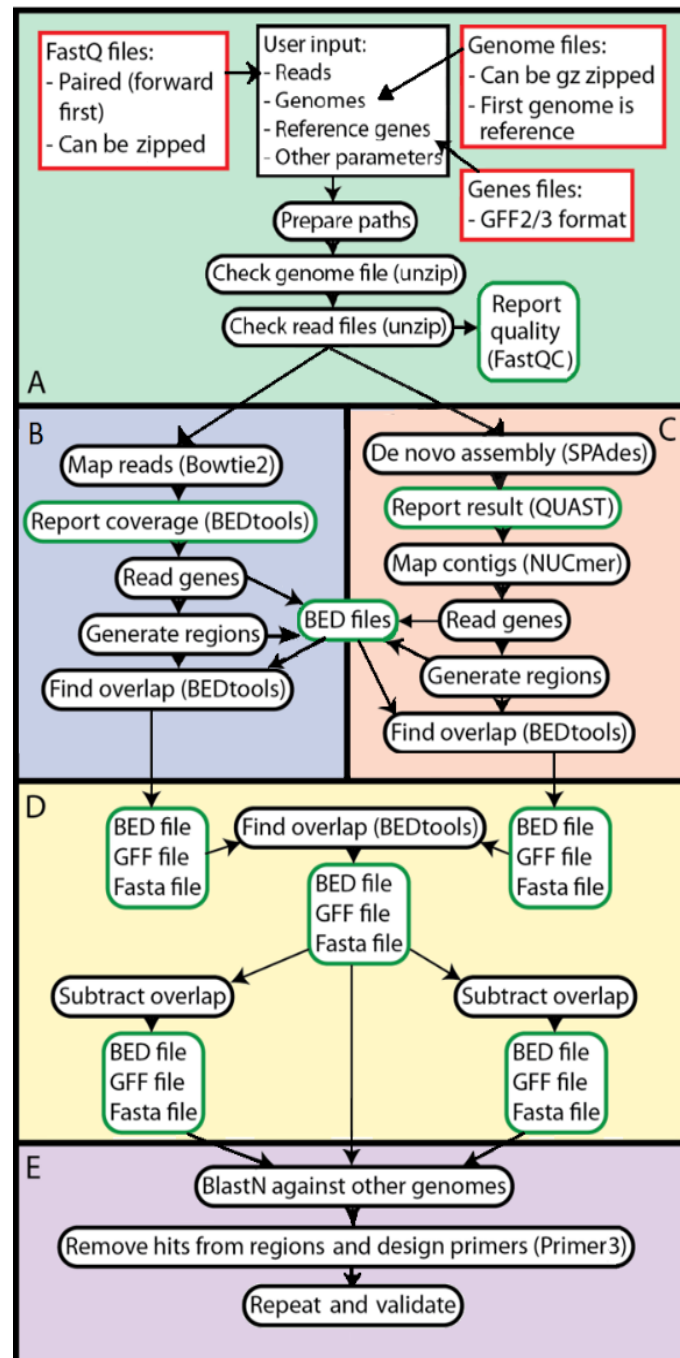 FastQ files:
- Paired (forward
first)
- Can be zipped
User input:
- Reads
- Genomes
- Reference genes
- Other parameters
Genome files:
- Can be gz zipped
- First genome is
reference
Genes files:
- GFF2/3 format
Prepare paths
Check genome file (unzip)
Check read files (unzip)
Report
quality
(FastQC)
A
B
Map reads (Bowtie2)
Report coverage (BEDtools)
Read genes
Generate regions
Find overlap (BEDtools)
BED files
C
De novo assembly (SPAdes)
Report result (QUAST)
Map contigs (NUCmer)
Read genes
Generate regions
Find overlap (BEDtools)
D
BED file
GFF file
Fasta file
Find overlap (BEDtools)
BED file
GFF file
Fasta file
BED file
GFF file
Fasta file
Subtract overlap
Subtract overlap
BED file
GFF file
Fasta file
BED file
GFF file
Fasta file
E
BlastN against other genomes
Remove hits from regions and design primers (Primer3)
Repeat and validate